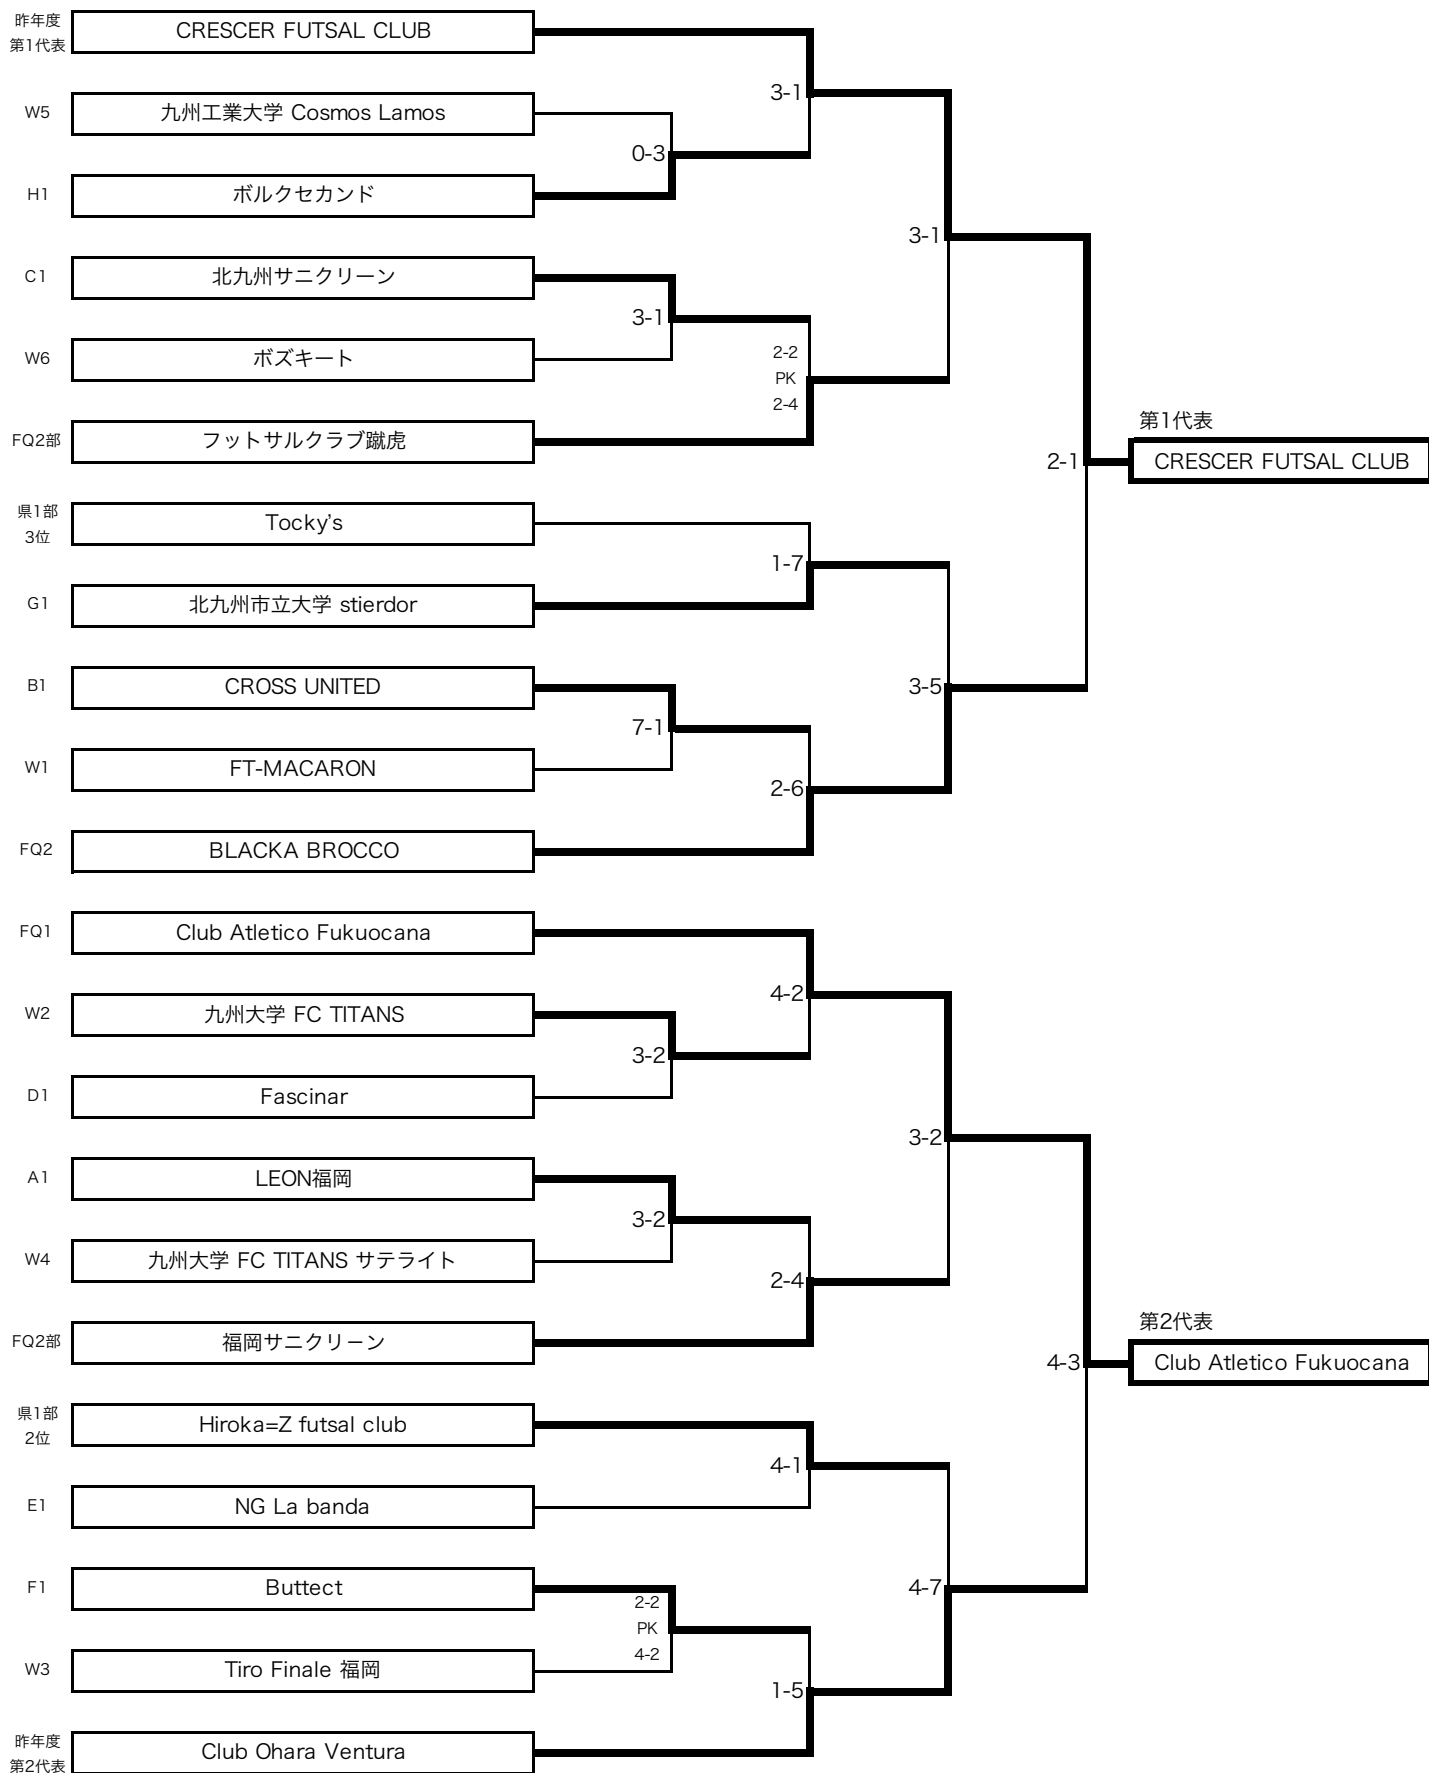 昨年度
第1代表
CRESCER FUTSAL CLUB
3-1
W5
九州工業大学 Cosmos Lamos
0-3
H1
ボルクセカンド
3-1
C1
北九州サニクリーン
3-1
W6
ボズキート
2-2
PK
2-4
FQ2部
フットサルクラブ蹴虎
第1代表
2-1
CRESCER FUTSAL CLUB
県1部
3位
Tocky’s
1-7
G1
北九州市立大学 stierdor
B1
CROSS UNITED
3-5
7-1
W1
FT-MACARON
2-6
FQ2
BLACKA BROCCO
FQ1
Club Atletico Fukuocana
4-2
W2
九州大学 FC TITANS
3-2
D1
Fascinar
3-2
A1
LEON福岡
3-2
W4
九州大学 FC TITANS サテライト
2-4
FQ2部
福岡サニクリーン
第2代表
4-3
Club Atletico Fukuocana
県1部
2位
Hiroka=Z futsal club
4-1
E1
NG La banda
F1
Buttect
4-7
2-2
PK
4-2
W3
Tiro Finale 福岡
1-5
昨年度
第2代表
Club Ohara Ventura